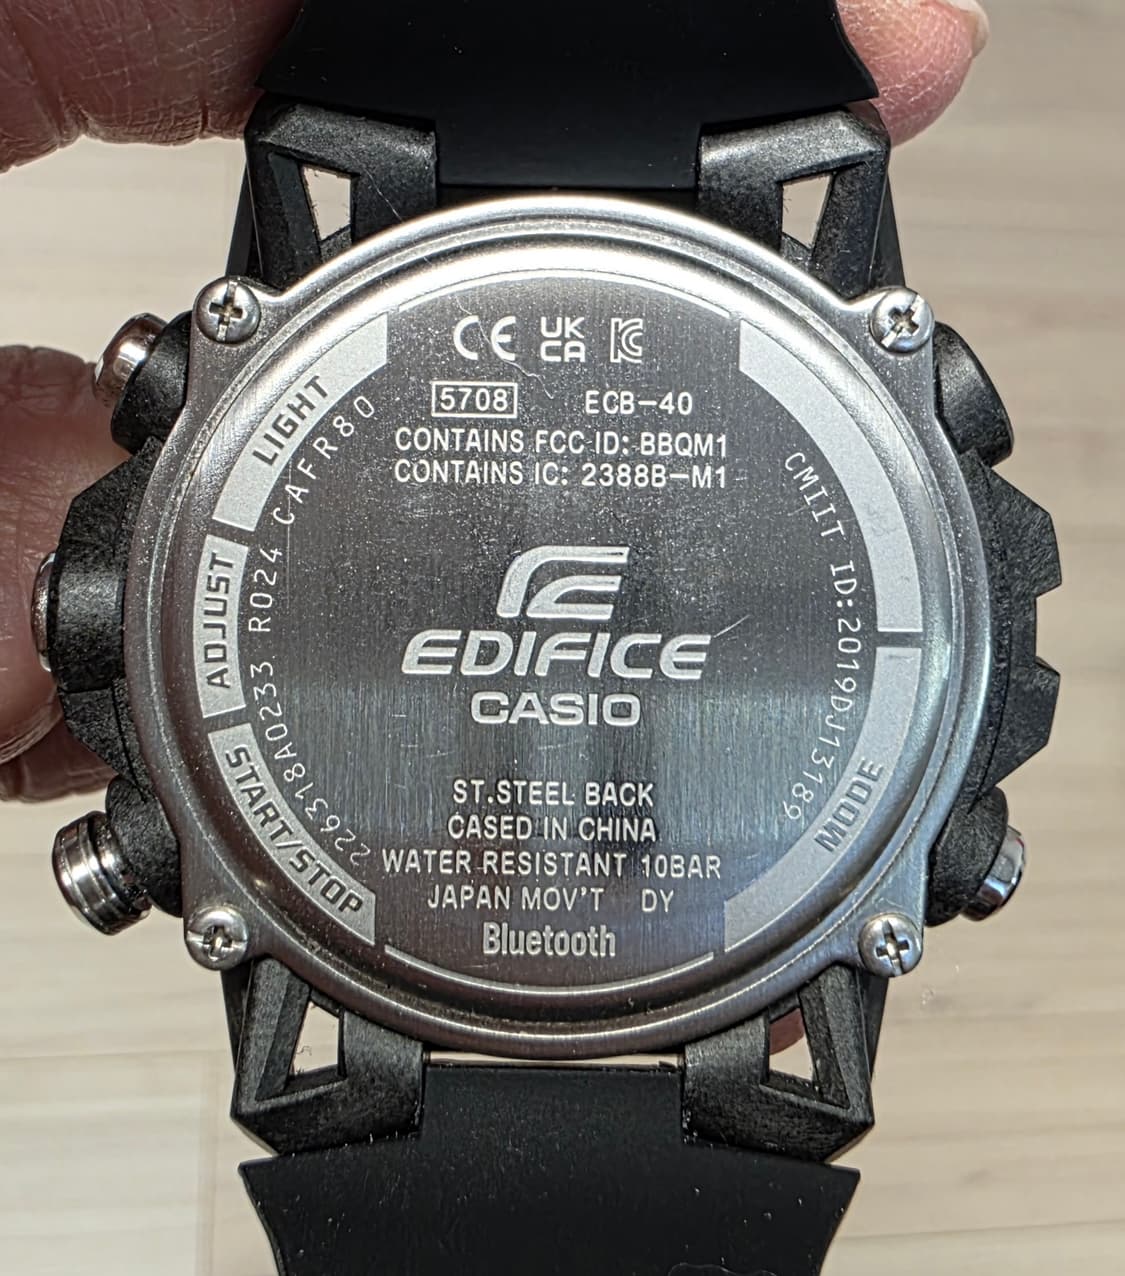 CE UK CA
5708 ECB-40
CONTAINS FCC ID: BBQM1
CONTAINS IC: 2388B-M1
LIGHT
ADJUST
START/STOP
226318A0233 R024 CAFR80
CMIIT ID:2019DJ13189
MODE
EDIFICE
CASIO
ST.STEEL BACK
CASED IN CHINA
WATER RESISTANT 10BAR
JAPAN MOV'T DY
Bluetooth